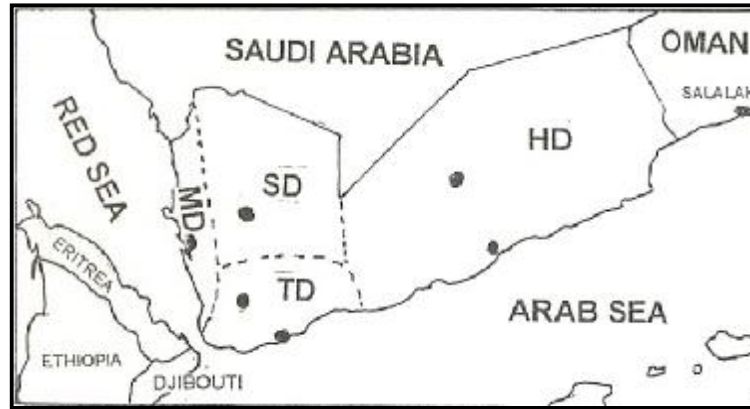 SAUDI ARABIA
OMAN
SALALAH
RED SEA
HD
MD
SD
ERITREA
TD
ARAB SEA
ETHIOPIA
DJIBOUTI